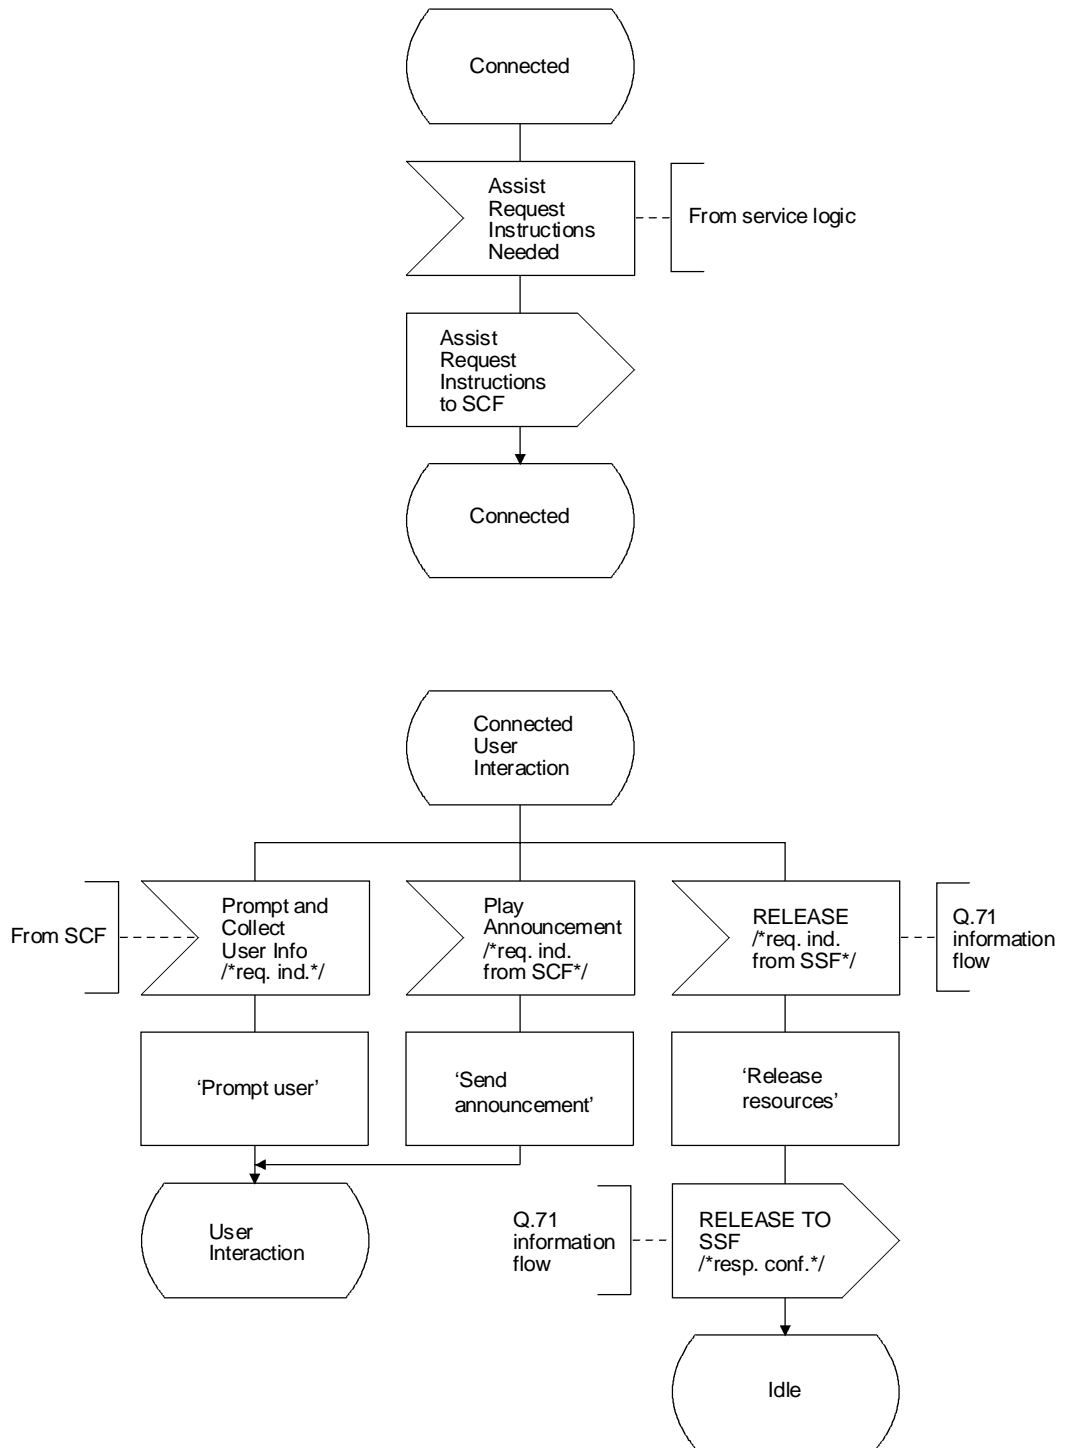 Connected
Assist
Request
Instructions
Needed
From service logic
Assist
Request
Instructions
to SCF
Connected
Connected
User
Interaction
From SCF
Prompt and
Collect
User Info
/*req. ind.*/
Play
Announcement
/*req. ind.
from SCF*/
RELEASE
/*req. ind.
from SSF*/
Q.71
information
flow
‘Prompt user’
‘Send
announcement’
‘Release
resources’
User
Interaction
Q.71
information
flow
RELEASE TO
SSF
/*resp. conf.*/
Idle